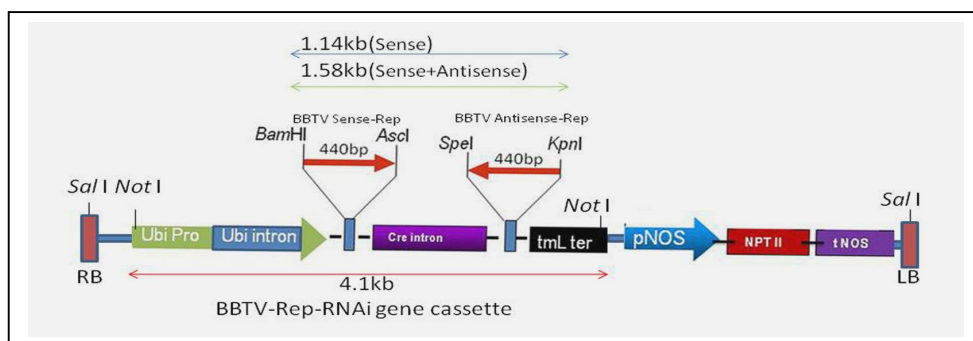 1.14kb(Sense)
1.58kb(Sense+Antisense)
BBTV Sense-Rep
BBTV Antisense-Rep
BamHI
AscI
SpeI
KpnI
440bp
440bp
Sal I
Not I
Not I
Sal I
Ubi Pro
Ubi intron
Cre intron
tmL ter
pNOS
NPT II
tNOS
RB
LB
4.1kb
BBTV-Rep-RNAi gene cassette